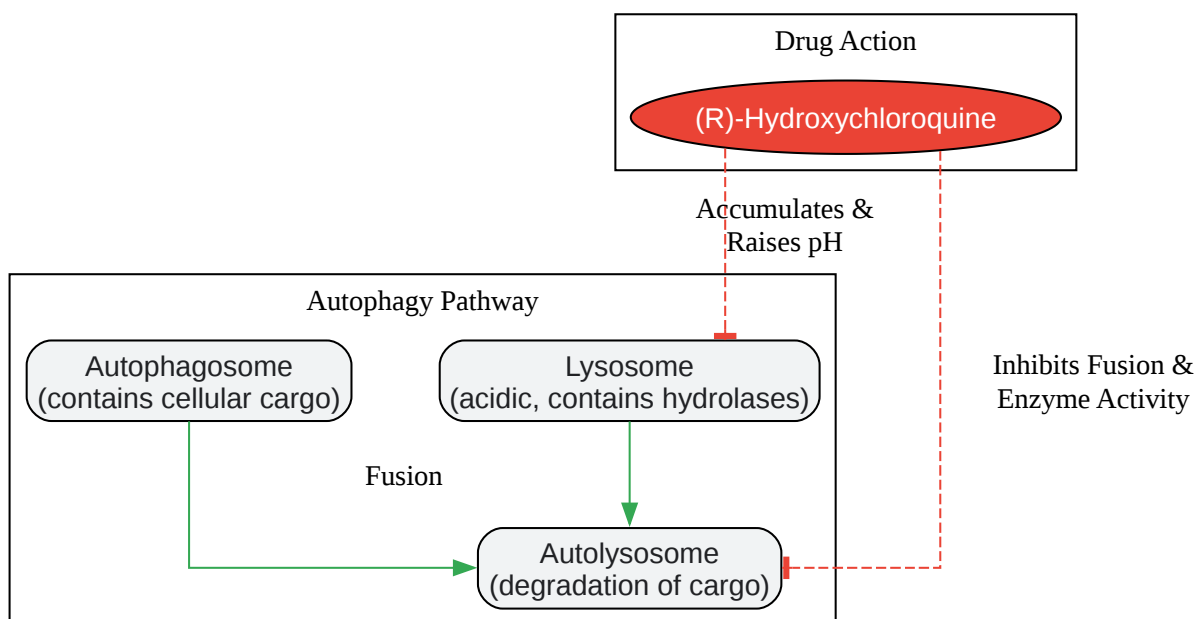 Drug Action
(R)-Hydroxychloroquine
Accumulates &
Raises pH
Autophagy Pathway
Autophagosome
(contains cellular cargo)
Lysosome
(acidic, contains hydrolases)
Inhibits Fusion &
Enzyme Activity
Fusion
Autolysosome
(degradation of cargo)